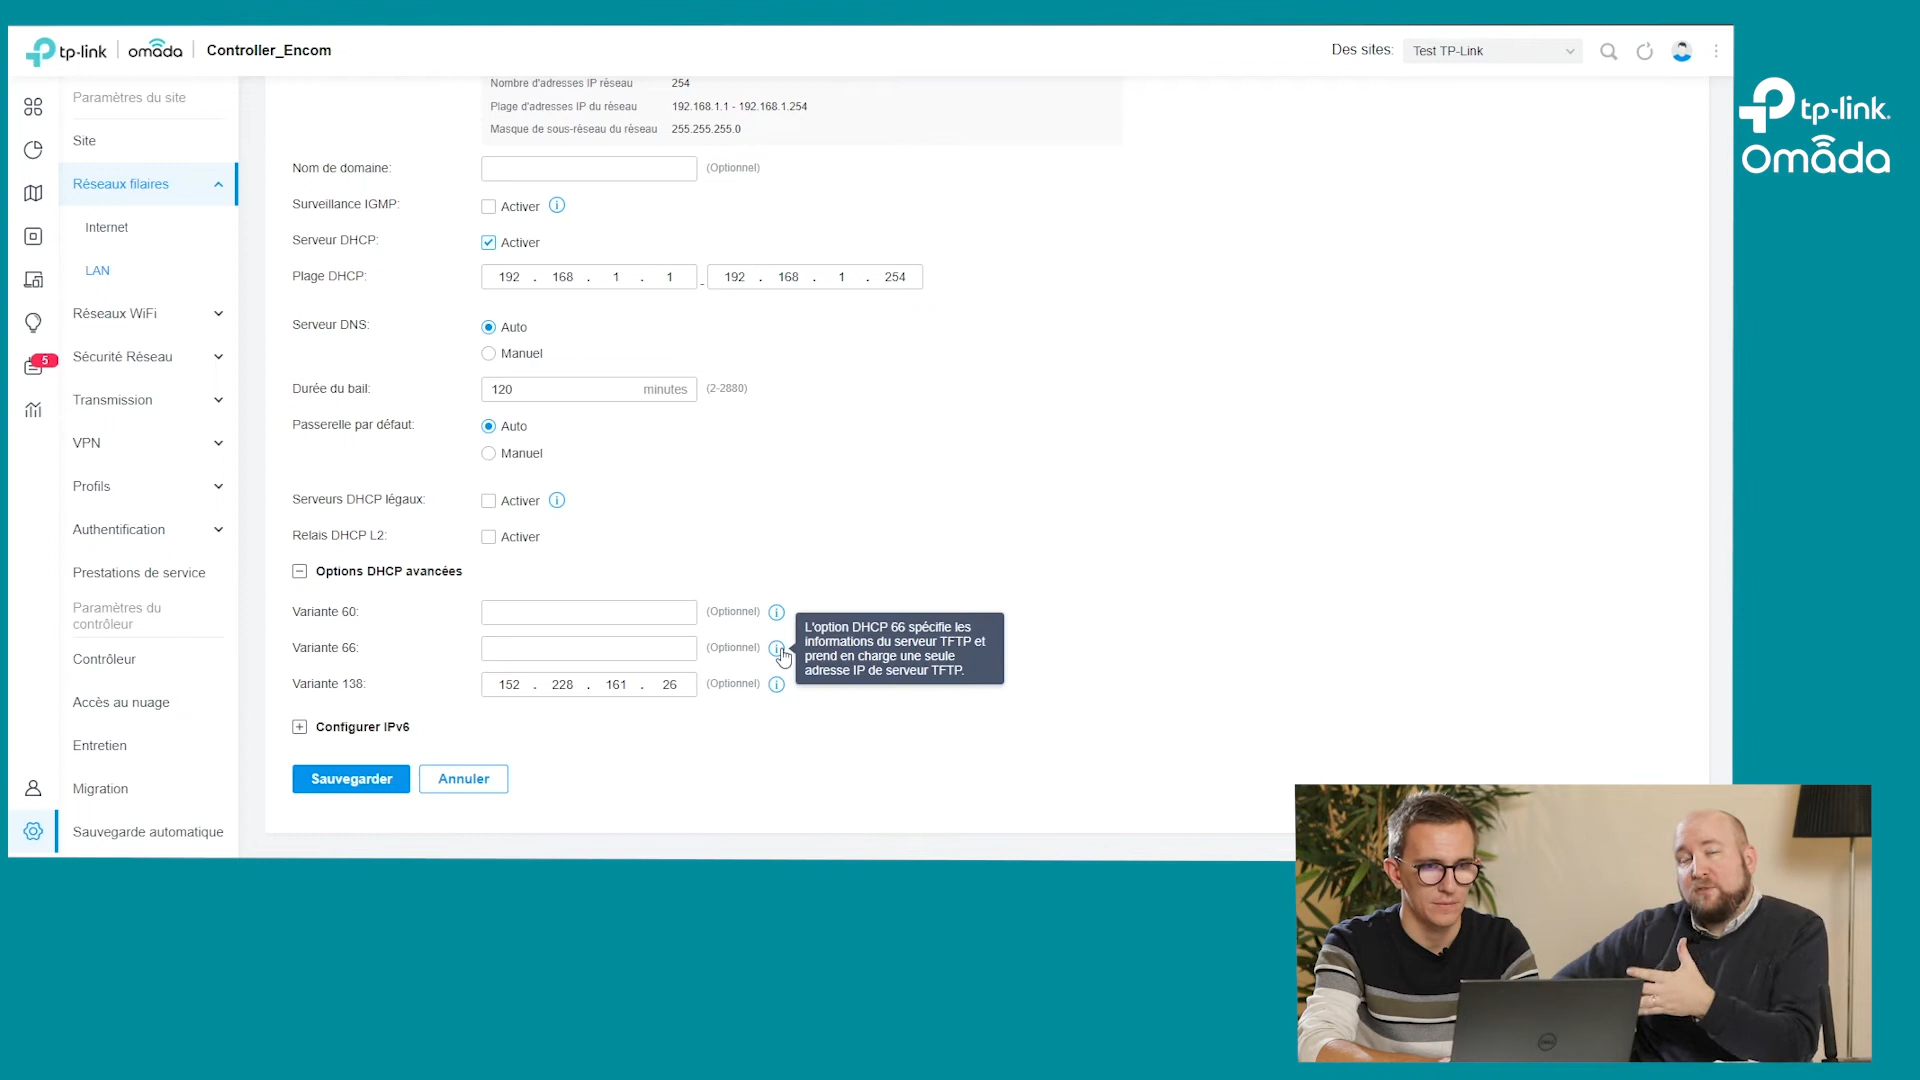 tp-link
omada
Controller_Encom
Des sites:
Test TP-Link
tp-link.
omada
Paramètres du site
Site
Réseaux filaires
Internet
LAN
Réseaux WiFi
5
Sécurité Réseau
Transmission
VPN
Profils
Authentification
Prestations de service
Paramètres du
contrôleur
Contrôleur
Accès au nuage
Entretien
Migration
Sauvegarde automatique
Nombre d'adresses IP réseau 254
Plage d'adresses IP du réseau 192.168.1.1 - 192.168.1.254
Masque de sous-réseau du réseau 255.255.255.0
Nom de domaine: (Optionnel)
Surveillance IGMP: Activer
Serveur DHCP: Activer
Plage DHCP: 192 . 168 . 1 . 1 - 192 . 168 . 1 . 254
Serveur DNS: Auto
Manuel
Durée du bail: 120 minutes (2-2880)
Passerelle par défaut: Auto
Manuel
Serveurs DHCP légaux: Activer
Relais DHCP L2: Activer
Options DHCP avancées
Variante 60: (Optionnel)
Variante 66: (Optionnel)
L'option DHCP 66 spécifie les
informations du serveur TFTP et
prend en charge une seule
adresse IP de serveur TFTP.
Variante 138: 152 . 228 . 161 . 26 (Optionnel)
Configurer IPv6
Sauvegarder Annuler
DELL